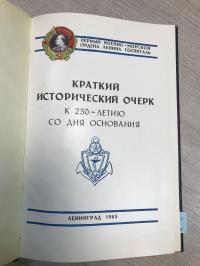 ПЕРВЫЙ ВОЕННО-МОРСКОЙ
ОРДЕНА ЛЕНИНА ГОСПИТАЛЬ
КРАТКИЙ
ИСТОРИЧЕСКИЙ ОЧЕРК
К 250-ЛЕТИЮ
СО ДНЯ ОСНОВАНИЯ
ЛЕНИНГРАД 1965